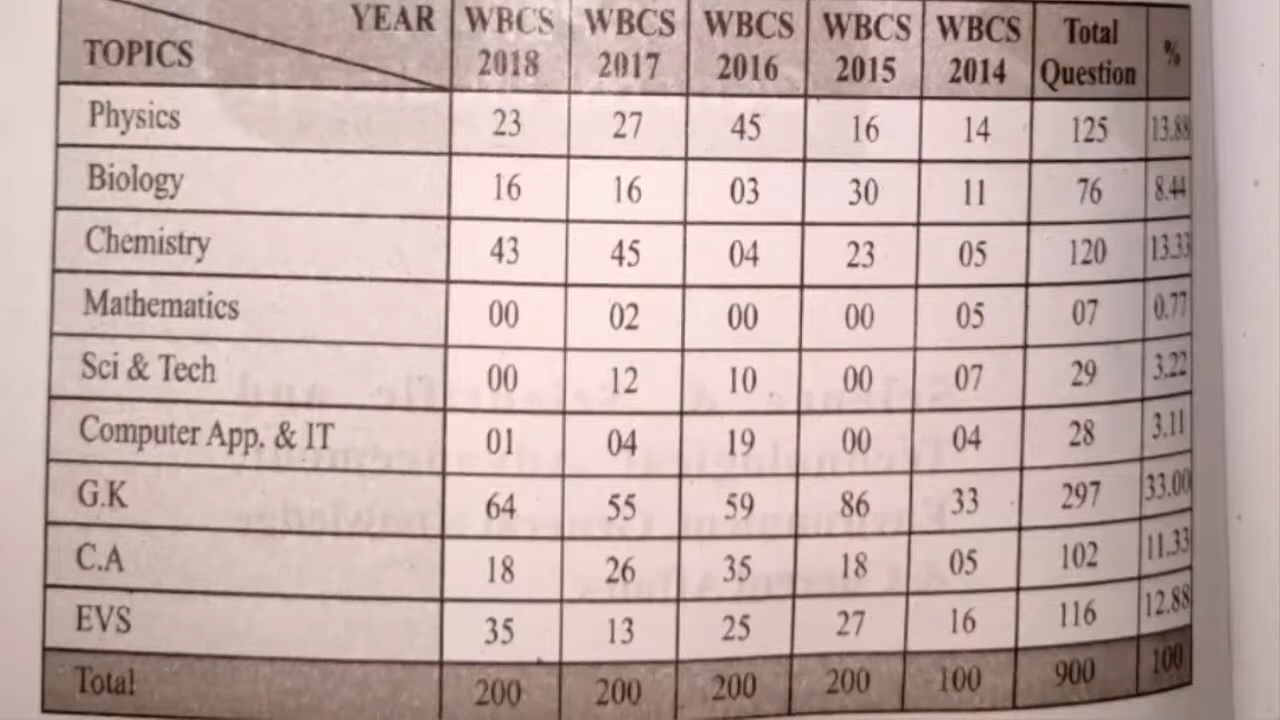 YEAR WBCS 2018 WBCS 2017 WBCS 2016 WBCS 2015 WBCS 2014 Total Question %
TOPICS
Physics 23 27 45 16 14 125 13.88
Biology 16 16 03 30 11 76 8.44
Chemistry 43 45 04 23 05 120 13.33
Mathematics 00 02 00 00 05 07 0.77
Sci & Tech 00 12 10 00 07 29 3.22
Computer App. & IT 01 04 19 00 04 28 3.11
G.K 64 55 59 86 33 297 33.00
C.A 18 26 35 18 05 102 11.33
EVS 35 13 25 27 16 116 12.88
Total 200 200 200 200 100 900 100